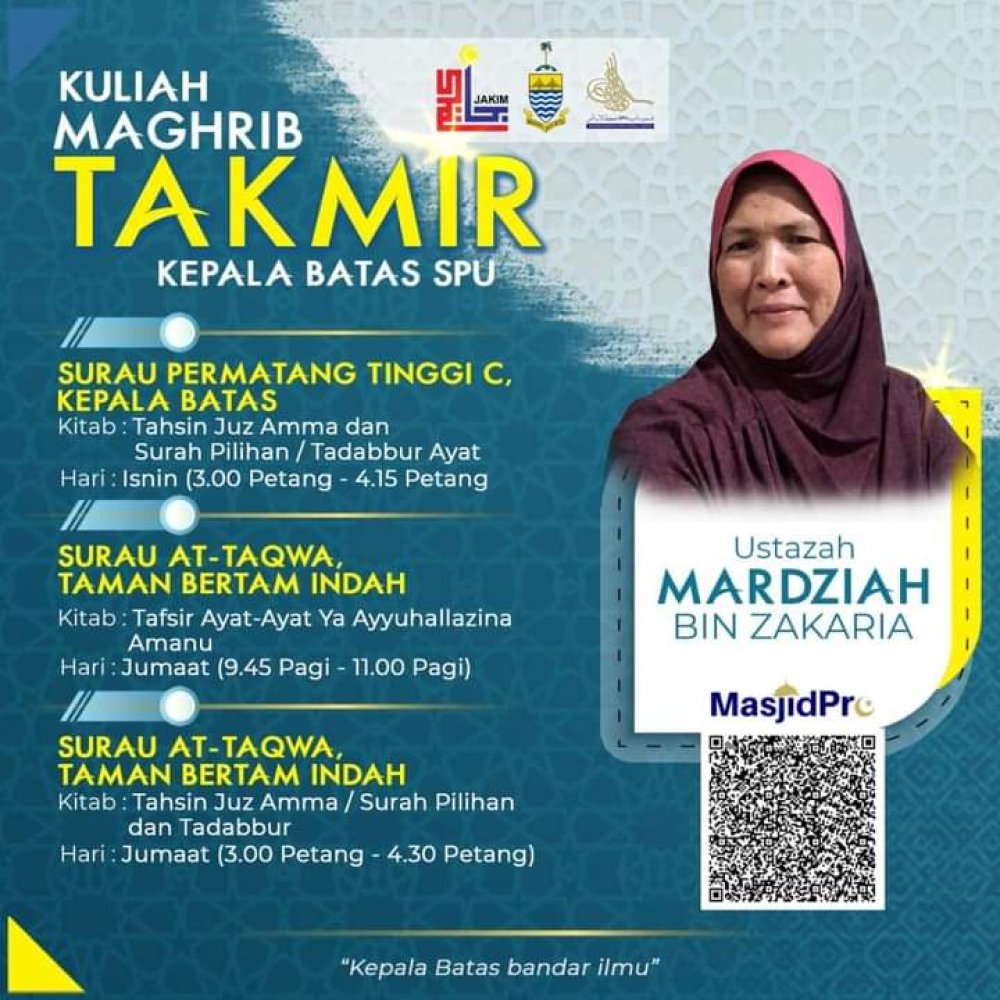 KULIAH
MAGHRIB
TAKMIR
KEPALA BATAS SPU
JAKIM
SURAU PERMATANG TINGGI C,
KEPALA BATAS
Kitab : Tahsin Juz Amma dan
Surah Pilihan / Tadabbur Ayat
Hari : Isnin (3.00 Petang - 4.15 Petang
SURAU AT-TAQWA,
TAMAN BERTAM INDAH
Kitab : Tafsir Ayat-Ayat Ya Ayyuhallazina
Amanu
Hari : Jumaat (9.45 Pagi - 11.00 Pagi)
SURAU AT-TAQWA,
TAMAN BERTAM INDAH
Kitab : Tahsin Juz Amma / Surah Pilihan
dan Tadabbur
Hari : Jumaat (3.00 Petang - 4.30 Petang)
Ustazah
MARDZIAH
BIN ZAKARIA
MasjidPro
"Kepala Batas bandar ilmu"